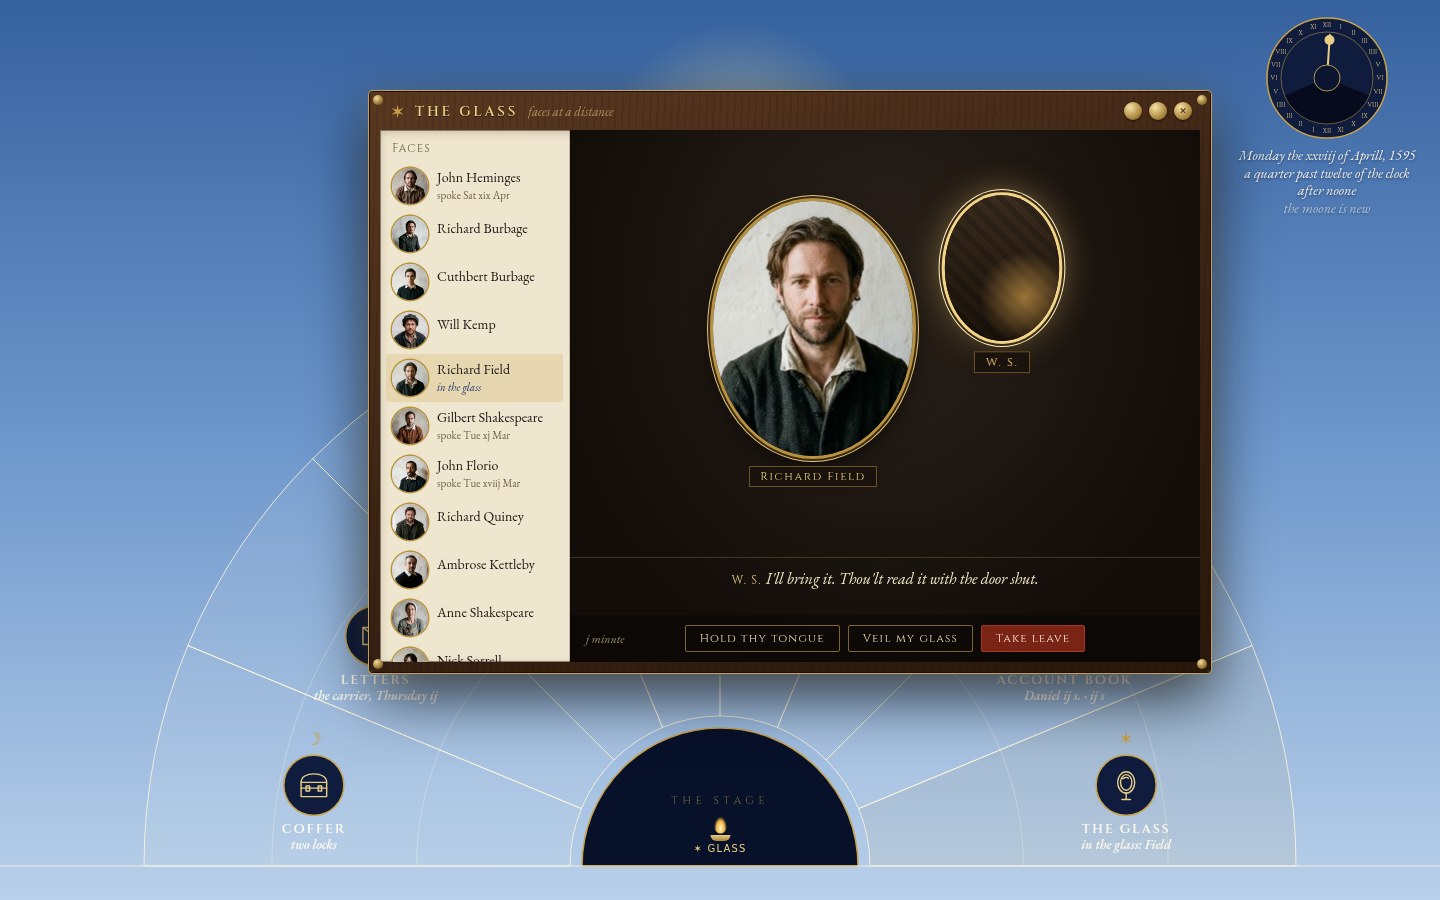 ✶ THE GLASS faces at a distance
FACES
John Heminges
spoke Sat xix Apr
Richard Burbage
Cuthbert Burbage
Will Kemp
Richard Field
in the glass
Gilbert Shakespeare
spoke Tue xj Mar
John Florio
spoke Tue xviij Mar
Richard Quiney
Ambrose Kettleby
Anne Shakespeare
Nick Sorrell
RICHARD FIELD
W. S.
W. S. I'll bring it. Thou'lt read it with the door shut.
j minute
HOLD THY TONGUE
VEIL MY GLASS
TAKE LEAVE
Monday the xxviij of Aprill, 1595
a quarter past twelve of the clock
after noone
the moone is new
LETTERS
the carrier, Thursday ij
ACCOUNT BOOK
Daniel ij s. · ij s
COFFER
two locks
THE STAGE
✶ GLASS
THE GLASS
in the glass: Field